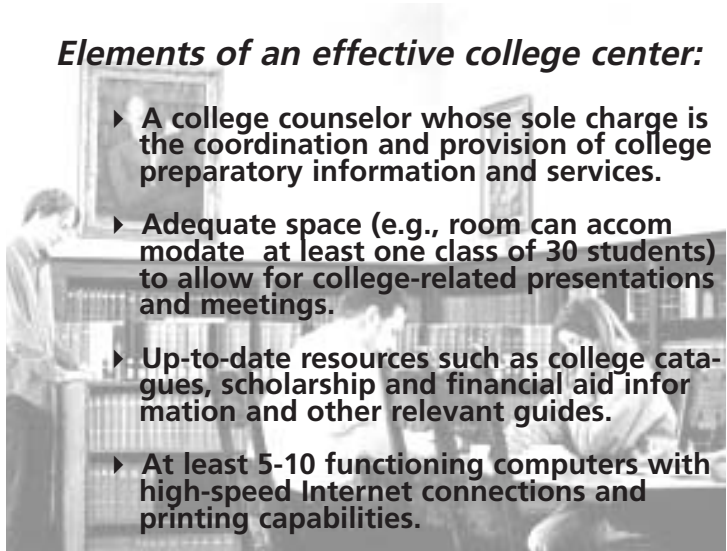 Elements of an effective college center:
▸ A college counselor whose sole charge is
the coordination and provision of college
preparatory information and services.
▸ Adequate space (e.g., room can accom
modate at least one class of 30 students)
to allow for college-related presentations
and meetings.
▸ Up-to-date resources such as college cata-
gues, scholarship and financial aid infor
mation and other relevant guides.
▸ At least 5-10 functioning computers with
high-speed Internet connections and
printing capabilities.